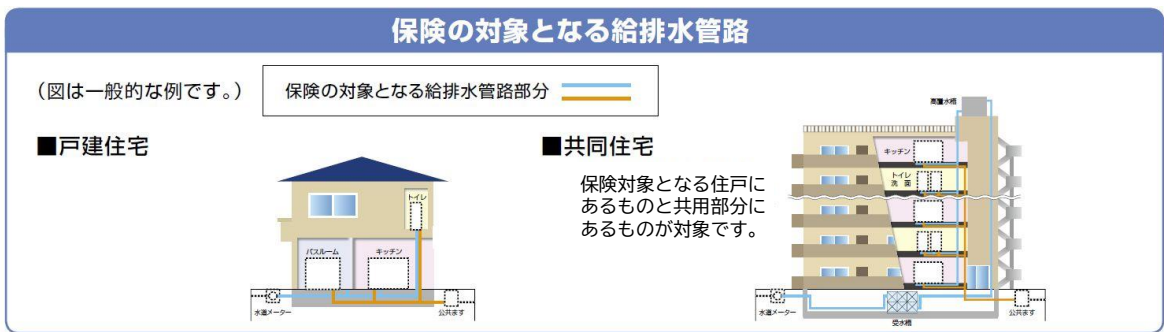 保険の対象となる給排水管路
(図は一般的な例です。)
保険の対象となる給排水管路部分
■戸建住宅
トイレ
バスルーム
キッチン
水道メーター
公共ます
■共同住宅
保険対象となる住戸に
あるものと共用部分に
あるものが対象です。
高置水槽
キッチン
トイレ
洗面
水道メーター
受水槽
公共ます